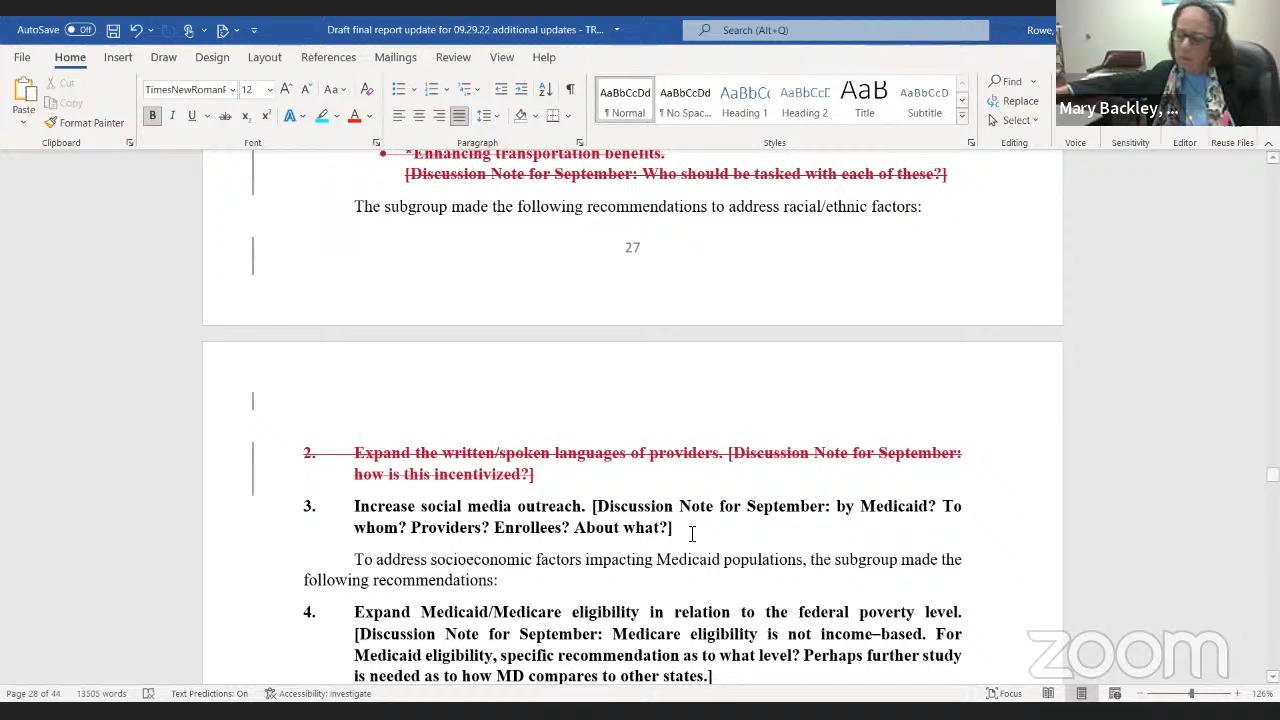 AutoSave Off Draft final report update for 09.29.22 additional updates - TR... Search (Alt+Q) Rowe,
File Home Insert Draw Design Layout References Mailings Review View Help
Cut
Copy
Paste Format Painter
TimesNewRomanF 12 Aa
B I U ab x₂ x² A A
AaBbCcDd AaBbCcDd AaBbC( AaBbCcC AaB AaBbCcD
¶ Normal ¶ No Spac... Heading 1 Heading 2 Title Subtitle
Find
Replace
Select
Mary Backley, ...
Clipboard Font Paragraph Styles Editing Voice Sensitivity Editor Reuse Files
• *Enhancing transportation benefits.
[Discussion Note for September: Who should be tasked with each of these?]
The subgroup made the following recommendations to address racial/ethnic factors:
27
2. Expand the written/spoken languages of providers. [Discussion Note for September:
how is this incentivized?]
3. Increase social media outreach. [Discussion Note for September: by Medicaid? To
whom? Providers? Enrollees? About what?]
To address socioeconomic factors impacting Medicaid populations, the subgroup made the
following recommendations:
4. Expand Medicaid/Medicare eligibility in relation to the federal poverty level.
[Discussion Note for September: Medicare eligibility is not income–based. For
Medicaid eligibility, specific recommendation as to what level? Perhaps further study
is needed as to how MD compares to other states.]
zoom
Page 28 of 44 13505 words Text Predictions: On Accessibility: Investigate Focus 126%